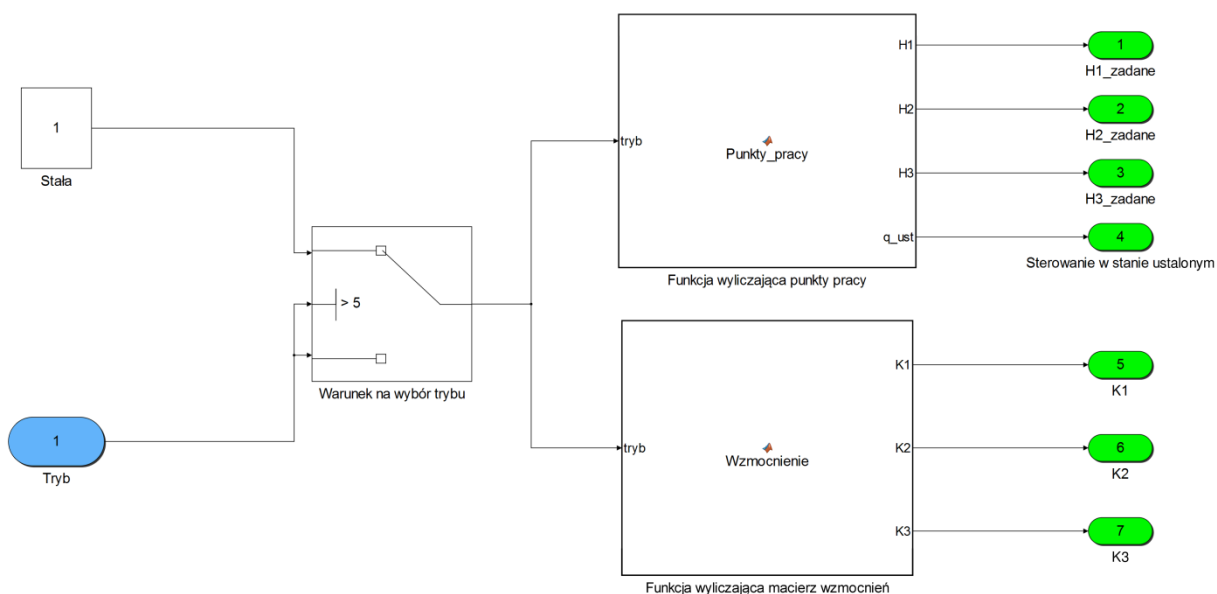 1
Stała
1
Tryb
> 5
Warunek na wybór trybu
tryb
Punkty_pracy
H1
H2
H3
q_ust
Funkcja wyliczająca punkty pracy
tryb
Wzmocnienie
K1
K2
K3
Funkcja wyliczająca macierz wzmocnień
1
H1_zadane
2
H2_zadane
3
H3_zadane
4
Sterowanie w stanie ustalonym
5
K1
6
K2
7
K3